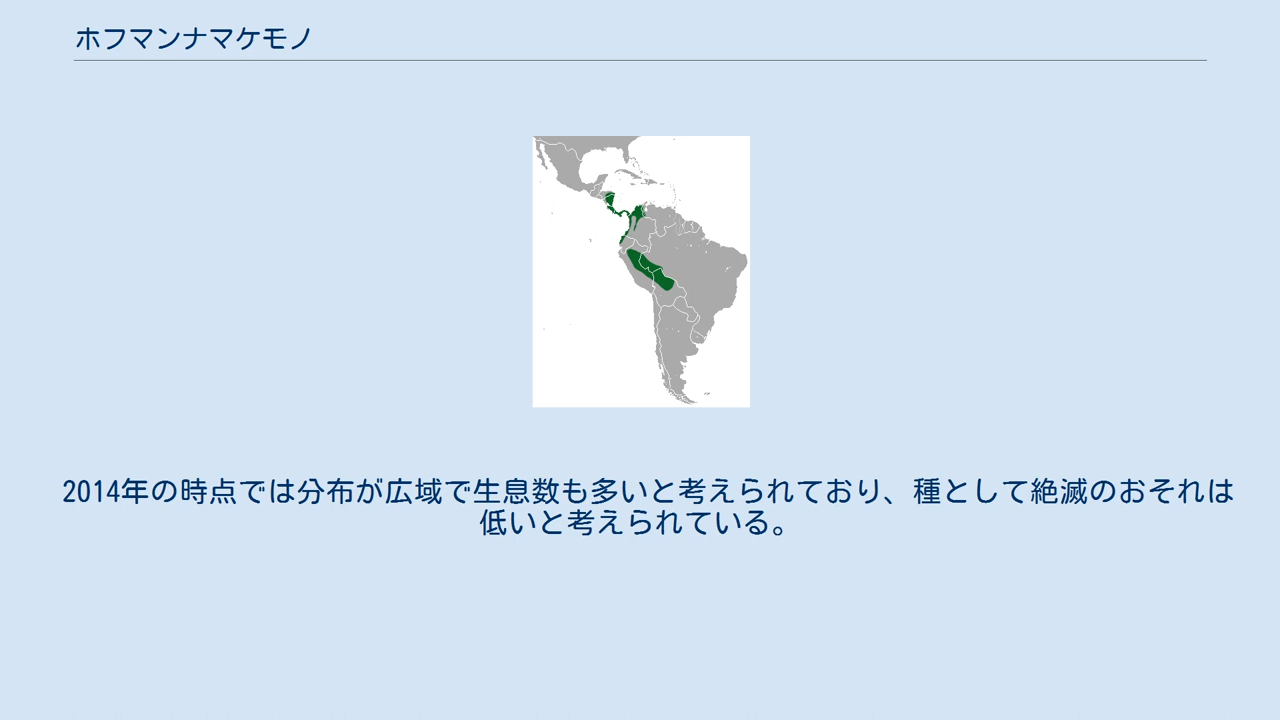 ホフマンナマケモノ
2014年の時点では分布が広域で生息数も多いと考えられており、種として絶滅のおそれは
低いと考えられている。